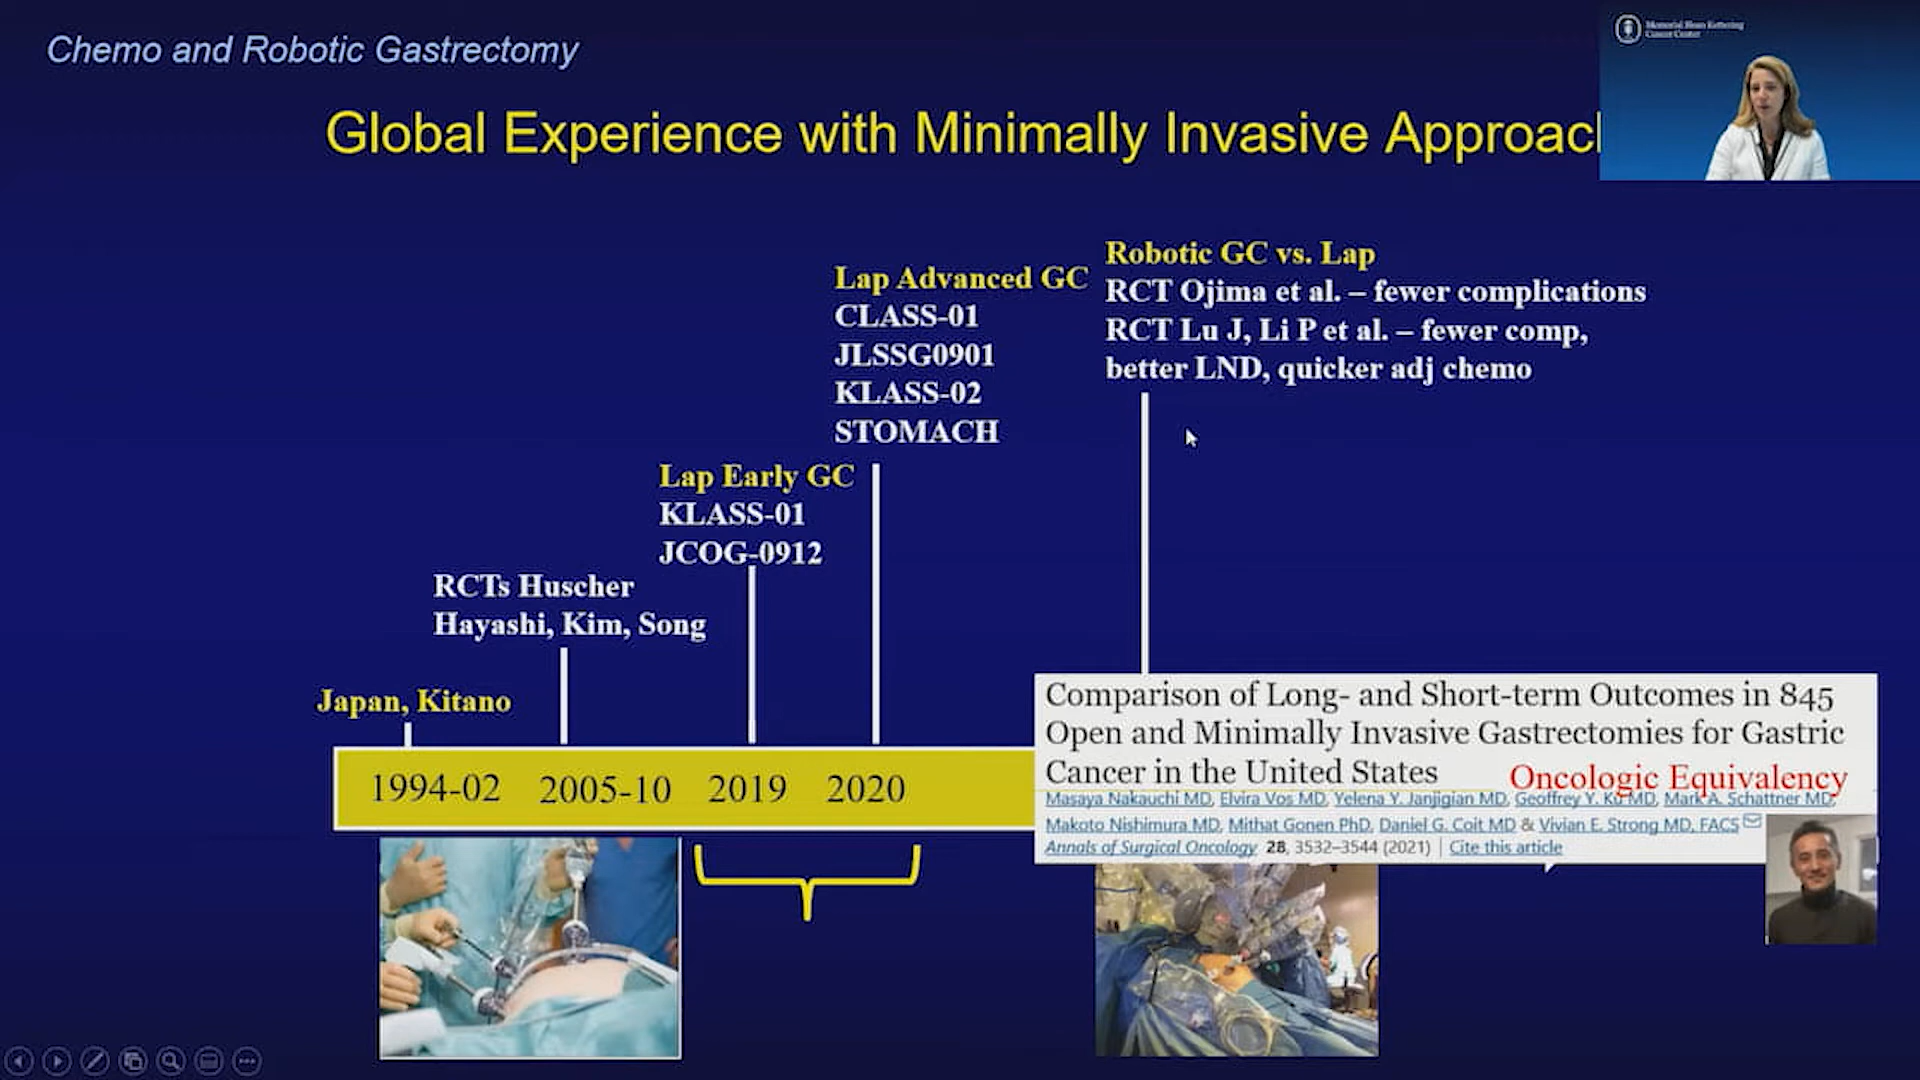 Chemo and Robotic Gastrectomy
Memorial Sloan Kettering
Cancer Center
Global Experience with Minimally Invasive Approac
Robotic GC vs. Lap
RCT Ojima et al. – fewer complications
RCT Lu J, Li P et al. – fewer comp,
better LND, quicker adj chemo
Lap Advanced GC
CLASS-01
JLSSG0901
KLASS-02
STOMACH
Lap Early GC
KLASS-01
JCOG-0912
RCTs Huscher
Hayashi, Kim, Song
Japan, Kitano
1994-02 2005-10 2019 2020
Comparison of Long- and Short-term Outcomes in 845
Open and Minimally Invasive Gastrectomies for Gastric
Cancer in the United States
Oncologic Equivalency
Masaya Nakauchi MD, Elvira Vos MD, Yelena Y. Janjigian MD, Geoffrey Y. Ku MD, Mark A. Schattner MD,
Makoto Nishimura MD, Mithat Gonen PhD, Daniel G. Coit MD & Vivian E. Strong MD, FACS
Annals of Surgical Oncology 28, 3532–3544 (2021) | Cite this article